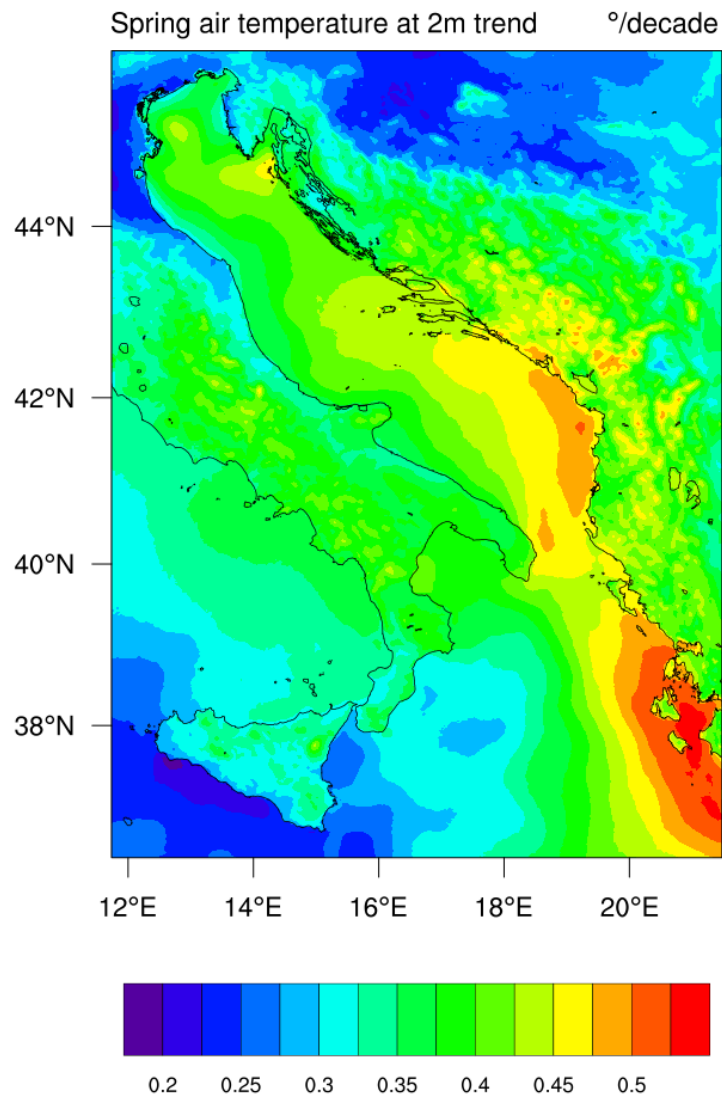 Spring air temperature at 2m trend °/decade
44°N
42°N
40°N
38°N
12°E 14°E 16°E 18°E 20°E
0.2 0.25 0.3 0.35 0.4 0.45 0.5